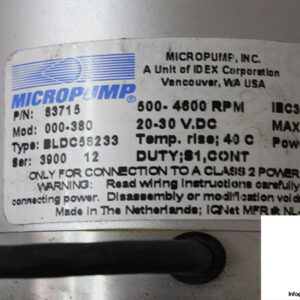 MICROPUMP, INC.
A Unit of IDEX Corporation
Vancouver, WA USA
MICROPUMP®
P/N: 83715
500-4600 RPM
Mod: 000-380
20-30 V.DC
MAX
Type: BLDC58233
Temp. rise; 40 C
Ser: 3900 12
DUTY;S1,CONT
ONLY FOR CONNECTION TO A CLASS 2 POWER
WARNING: Read wiring instructions carefully
connecting power. Disassembly or modification
Made in The Netherlands;